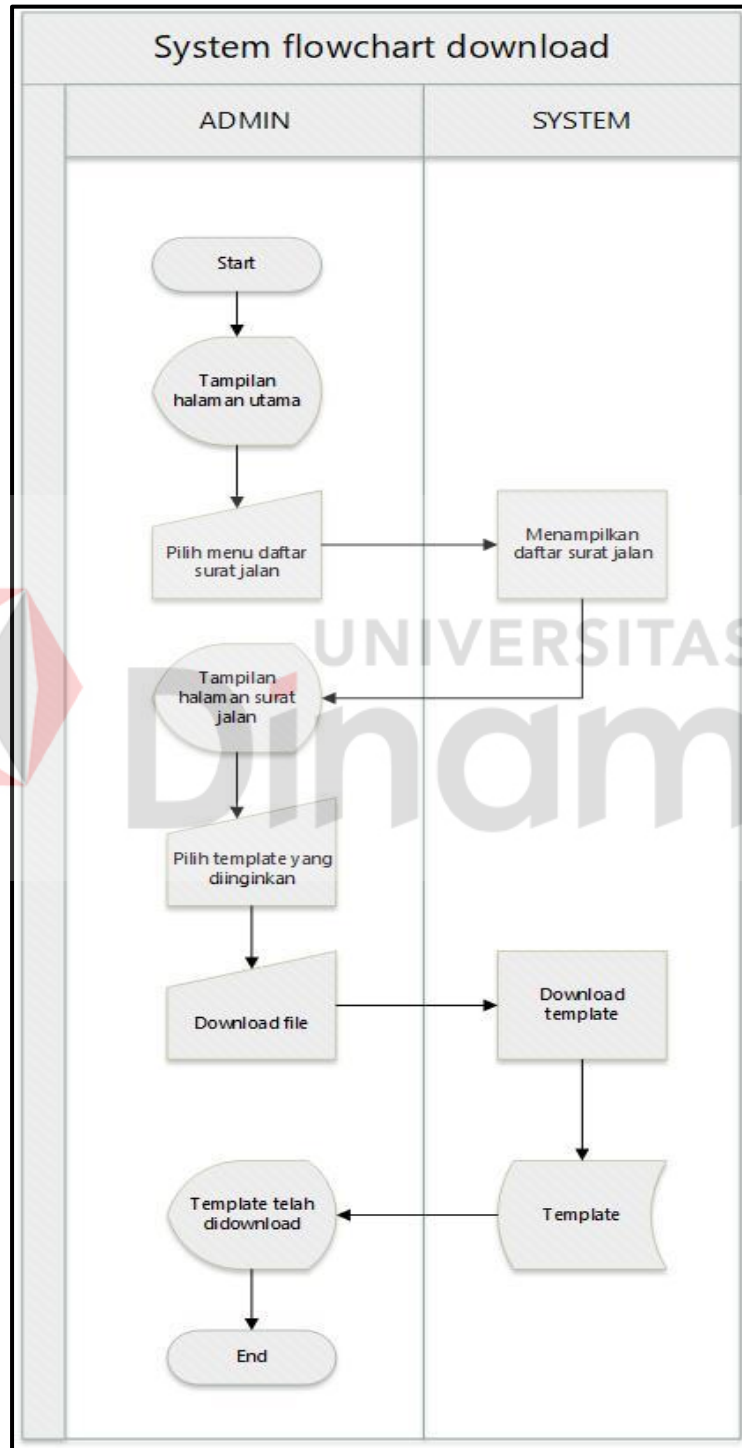 System flowchart download
ADMIN
SYSTEM
Start
Tampilan
halaman utama
Pilih menu daftar
surat jalan
Menampilkan
daftar surat jalan
Tampilan
halaman surat
jalan
Pilih template yang
diinginkan
Download file
Download
template
Template
Template telah
didownload
End
UNIVERSITAS
Dinam